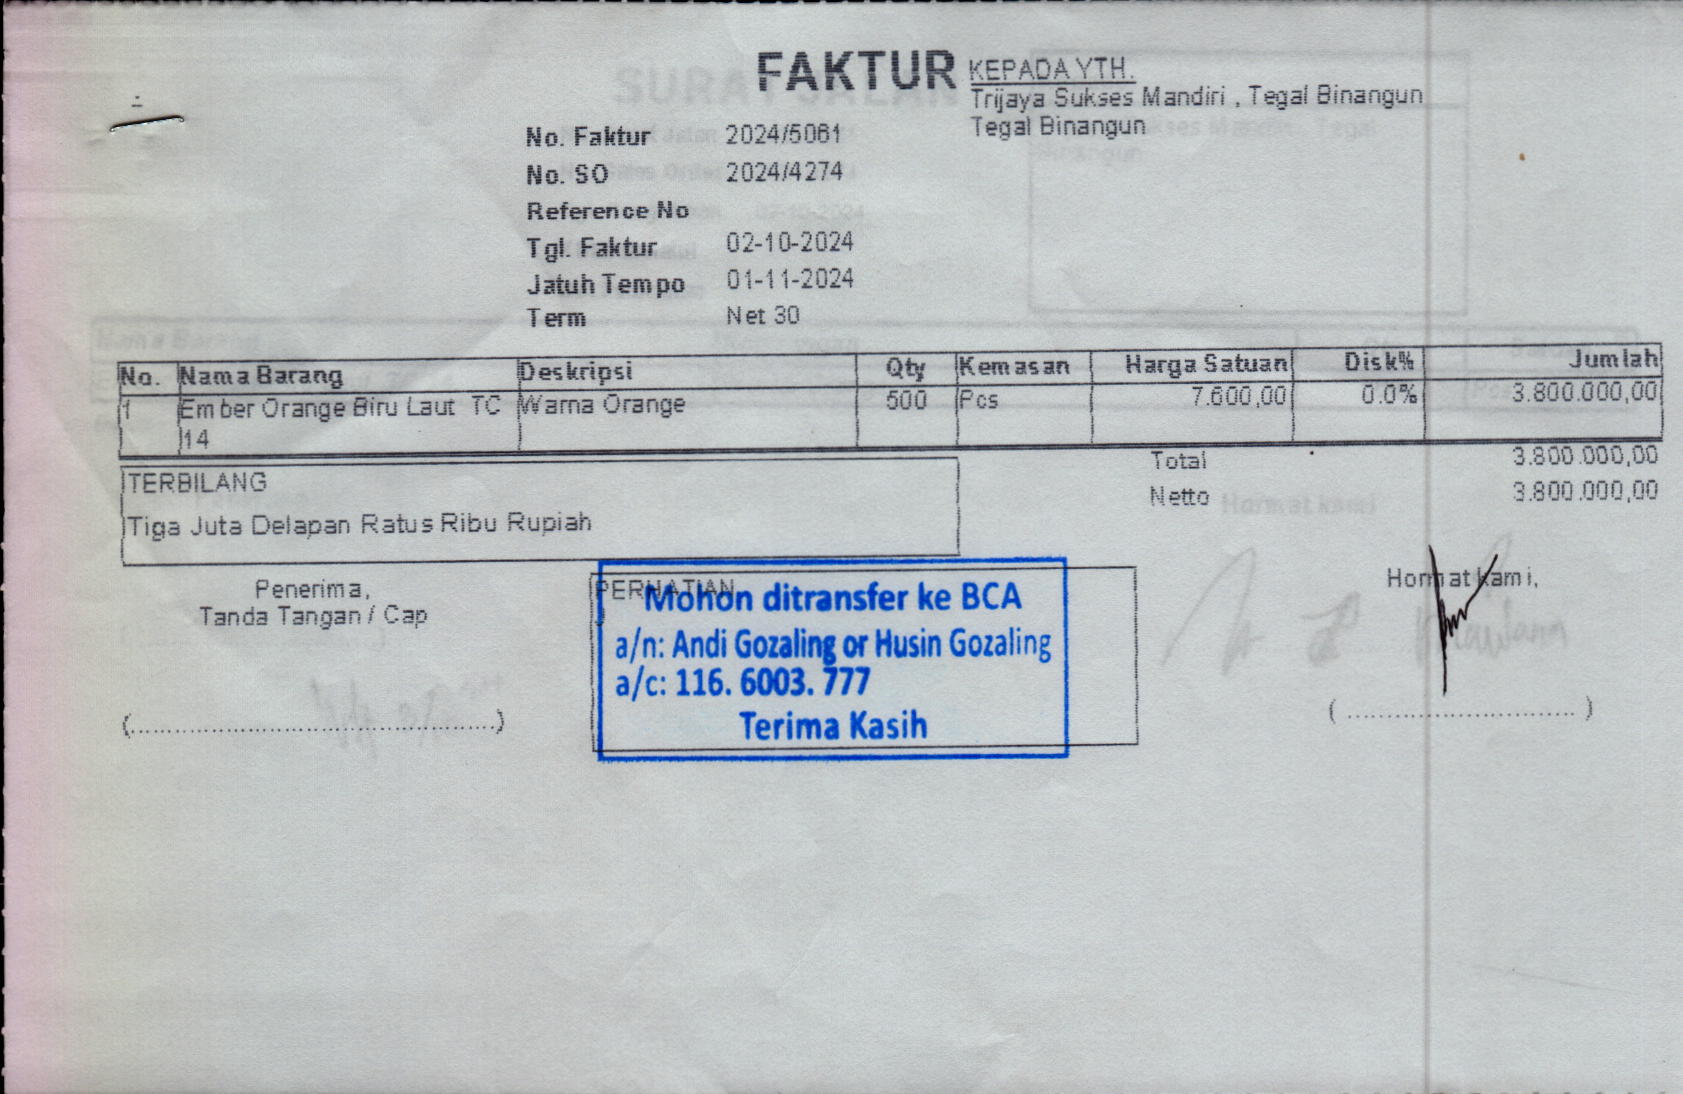 FAKTUR
KEPADA YTH.
Trijaya Sukses Mandiri , Tegal Binangun
Tegal Binangun
No. Faktur 2024/5061
No. SO 2024/4274
Reference No
Tgl. Faktur 02-10-2024
Jatuh Tempo 01-11-2024
Term Net 30
No. Nama Barang Deskripsi Qty Kemasan Harga Satuan Disk% Jumlah
1 Ember Orange Biru Laut TC Warna Orange 500 Pcs 7.600,00 0.0% 3.800.000,00
14
Total 3.800.000,00
Netto 3.800.000,00
TERBILANG
Tiga Juta Delapan Ratus Ribu Rupiah
Penerima,
Tanda Tangan / Cap
(........................................................)
PERHATIAN
Mohon ditransfer ke BCA
a/n: Andi Gozaling or Husin Gozaling
a/c: 116. 6003. 777
Terima Kasih
Hormat kami,
( ................................... )